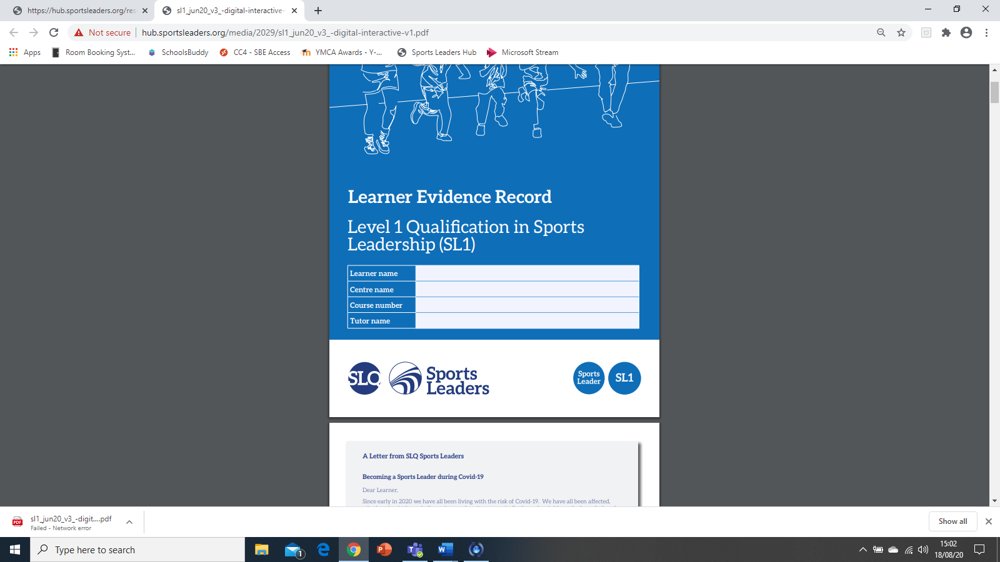 https://hub.sportsleaders.org/res
sl1_jun20_v3_-digital-interactive-
Not secure
hub.sportsleaders.org/media/2029/sl1_jun20_v3_-digital-interactive-v1.pdf
Apps
Room Booking Syst...
SchoolsBuddy
CC4 - SBE Access
YMCA Awards - Y-...
Sports Leaders Hub
Microsoft Stream
Learner Evidence Record
Level 1 Qualification in Sports
Leadership (SL1)
Learner name
Centre name
Course number
Tutor name
SLQ
Sports
Leaders
Sports
Leader
SL1
A Letter from SLQ Sports Leaders
Becoming a Sports Leader during Covid-19
Dear Learner,
Since early in 2020 we have all been living with the risk of Covid-19. We have all been affected,
PDF
sl1_jun20_v3_-digit....pdf
Failed - Network error
Show all
Type here to search
1
15:02
18/08/20